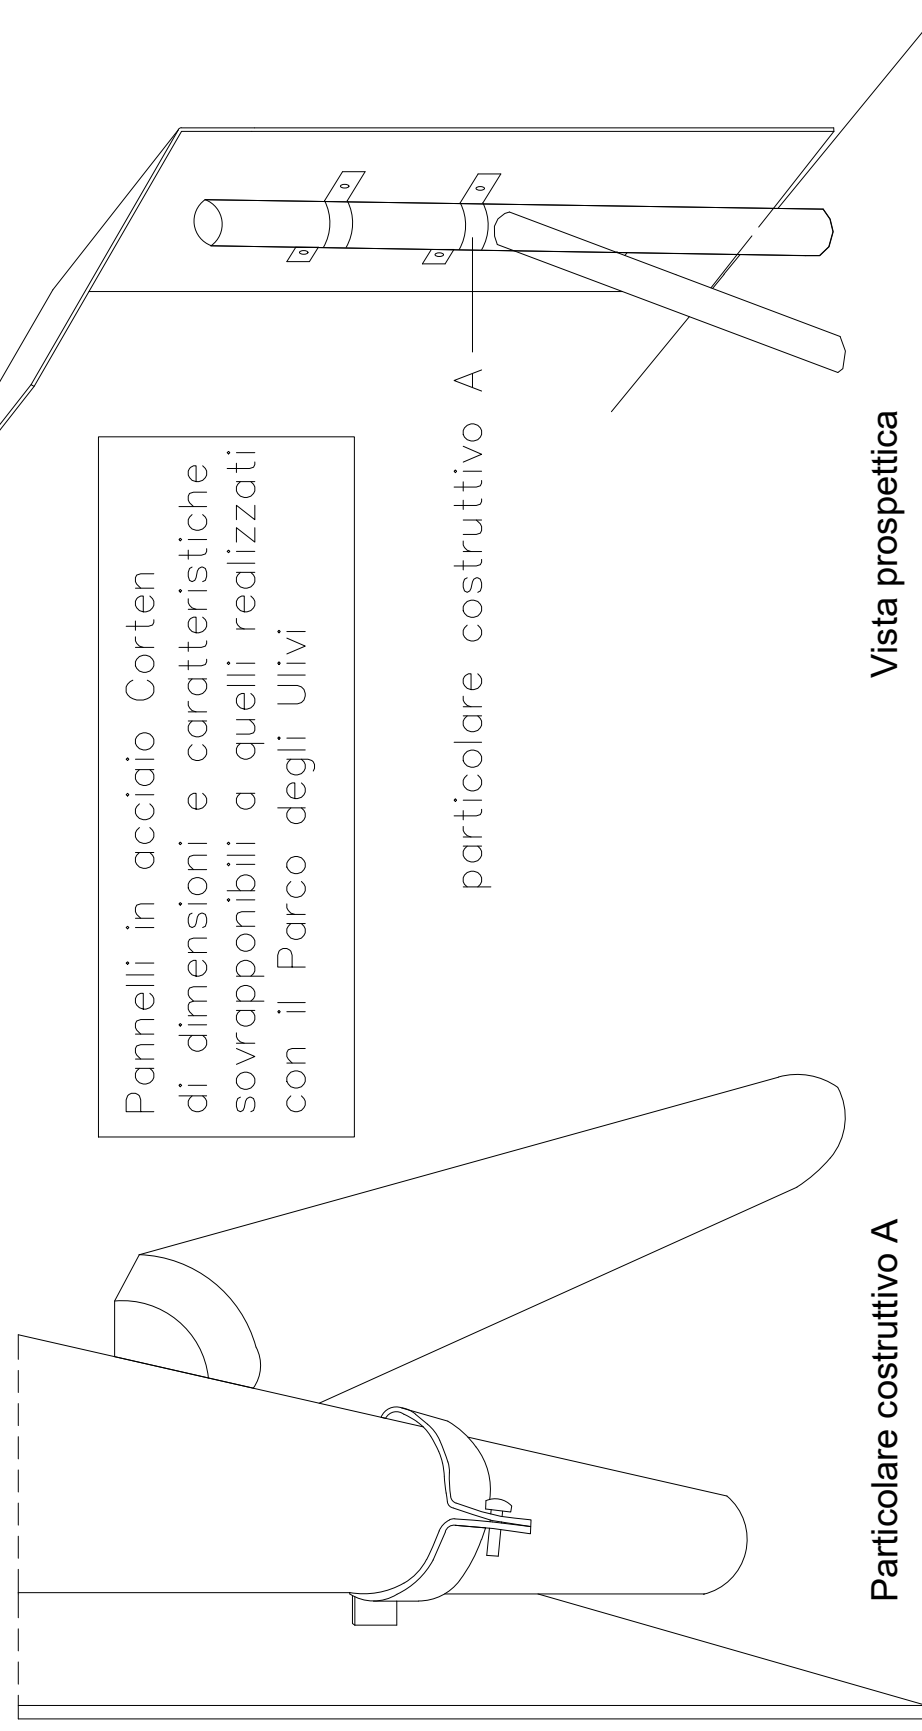 Pannelli in acciaio Corten
di dimensioni e caratteristiche
sovrapponibili a quelli realizzati
con il Parco degli Ulivi
particolare costruttivo A
Particolare costruttivo A
Vista prospettica